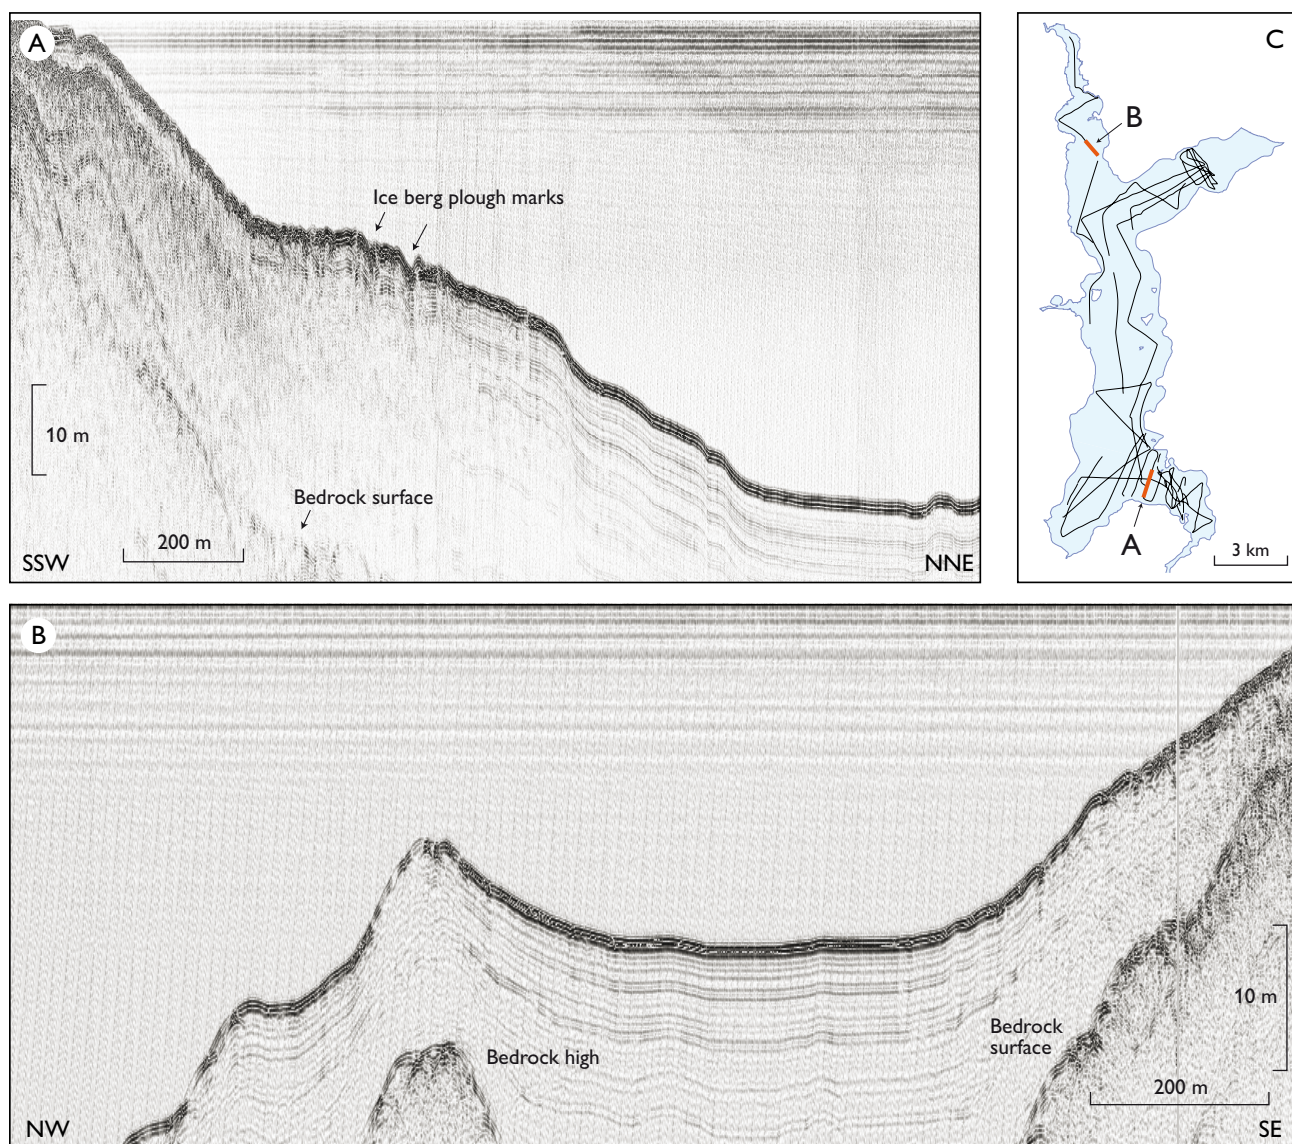 A
Ice berg plough marks
10 m
Bedrock surface
200 m
SSW
NNE
C
B
A
3 km
B
Bedrock high
Bedrock
surface
10 m
200 m
NW
SE